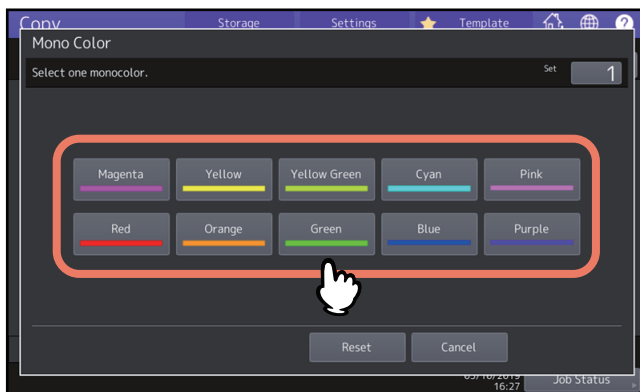 Copy Storage Settings Template ?
Mono Color
Select one monocolor. Set 1
Magenta Yellow Yellow Green Cyan Pink
Red Orange Green Blue Purple
Reset Cancel
16:27 Job Status